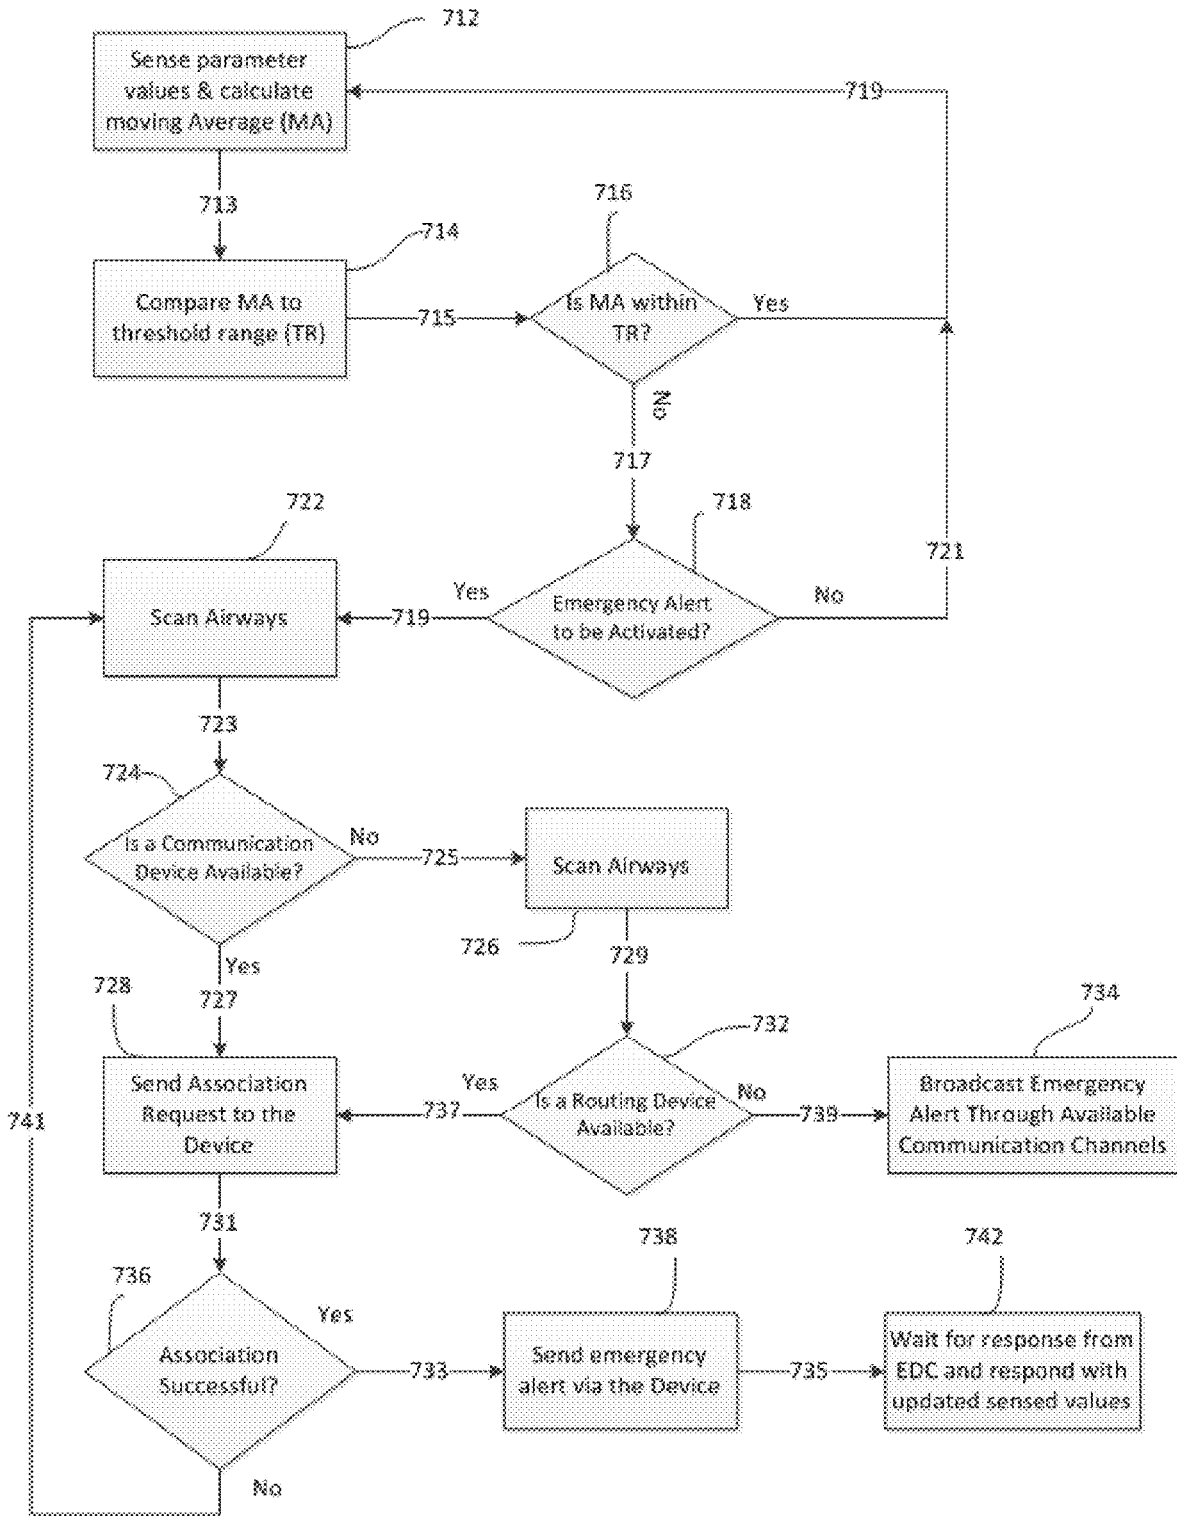 712
Sense parameter
values & calculate
moving Average (MA)
719
713
716
714
Compare MA to
threshold range (TR)
715
Is MA within
TR?
Yes
No
717
722
718
721
Scan Airways
Yes
719
Emergency Alert
to be Activated?
No
723
724
Is a Communication
Device Available?
No
725
Scan Airways
726
729
Yes
727
728
732
734
Send Association
Request to the
Device
741
Yes
737
Is a Routing Device
Available?
No
739
Broadcast Emergency
Alert Through Available
Communication Channels
731
736
738
742
Association
Successful?
Yes
733
Send emergency
alert via the Device
735
Wait for response from
EDC and respond with
updated sensed values
No